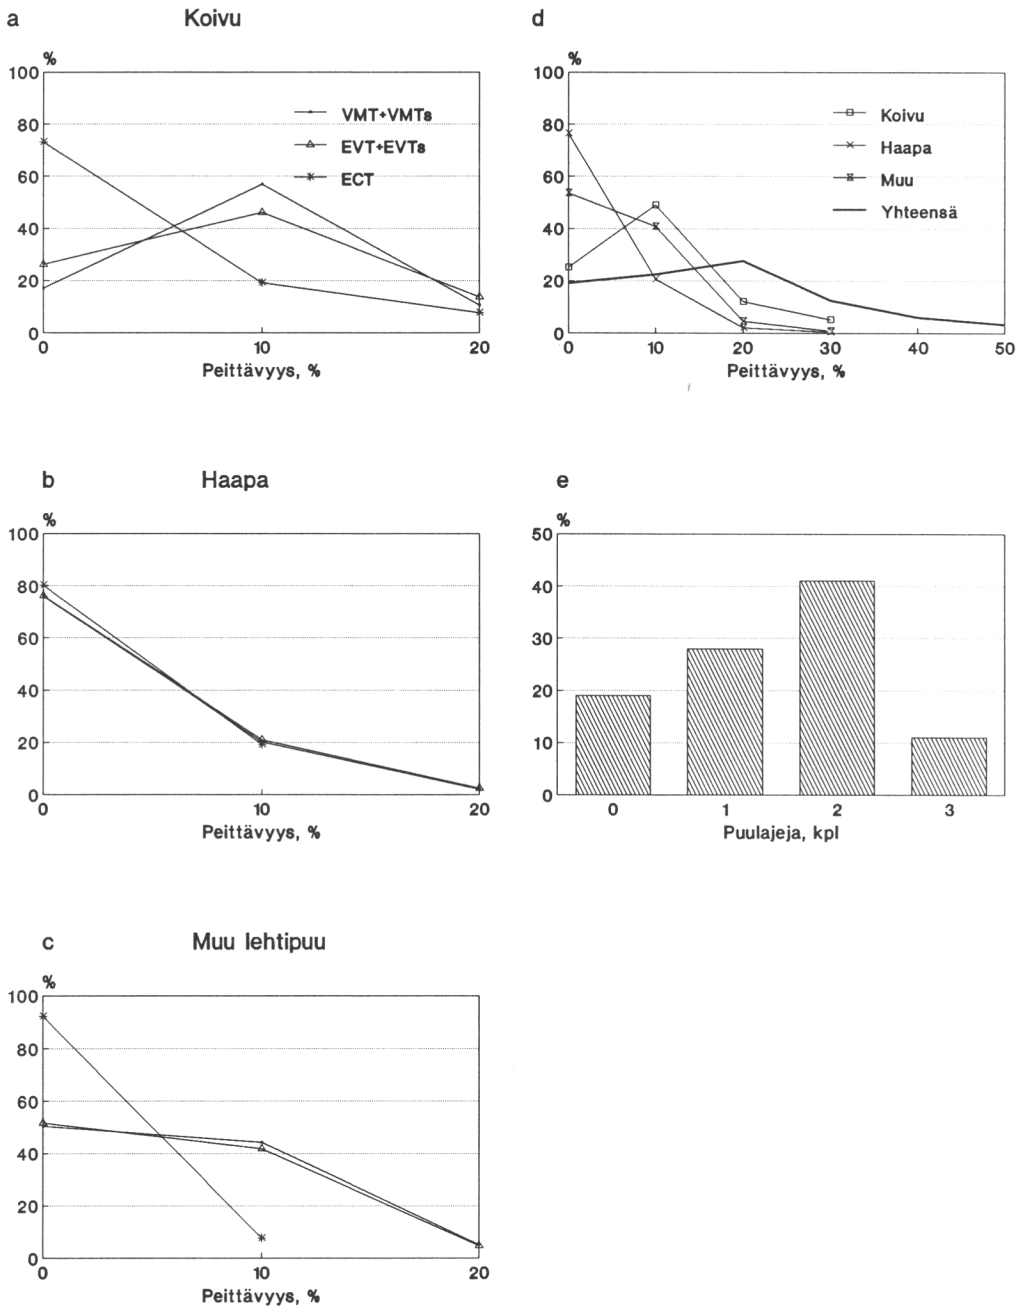 a Koivu
%
100
80
60
40
20
0
VMT+VMTs
EVT+EVTs
ECT
0 10 20
Peittävyys, %
d
%
100
80
60
40
20
0
Koivu
Haapa
Muu
Yhteensä
0 10 20 30 40 50
Peittävyys, %
b Haapa
%
100
80
60
40
20
0
0 10 20
Peittävyys, %
e
%
50
40
30
20
10
0
0 1 2 3
Puulajeja, kpl
c Muu lehtipuu
%
100
80
60
40
20
0
0 10 20
Peittävyys, %